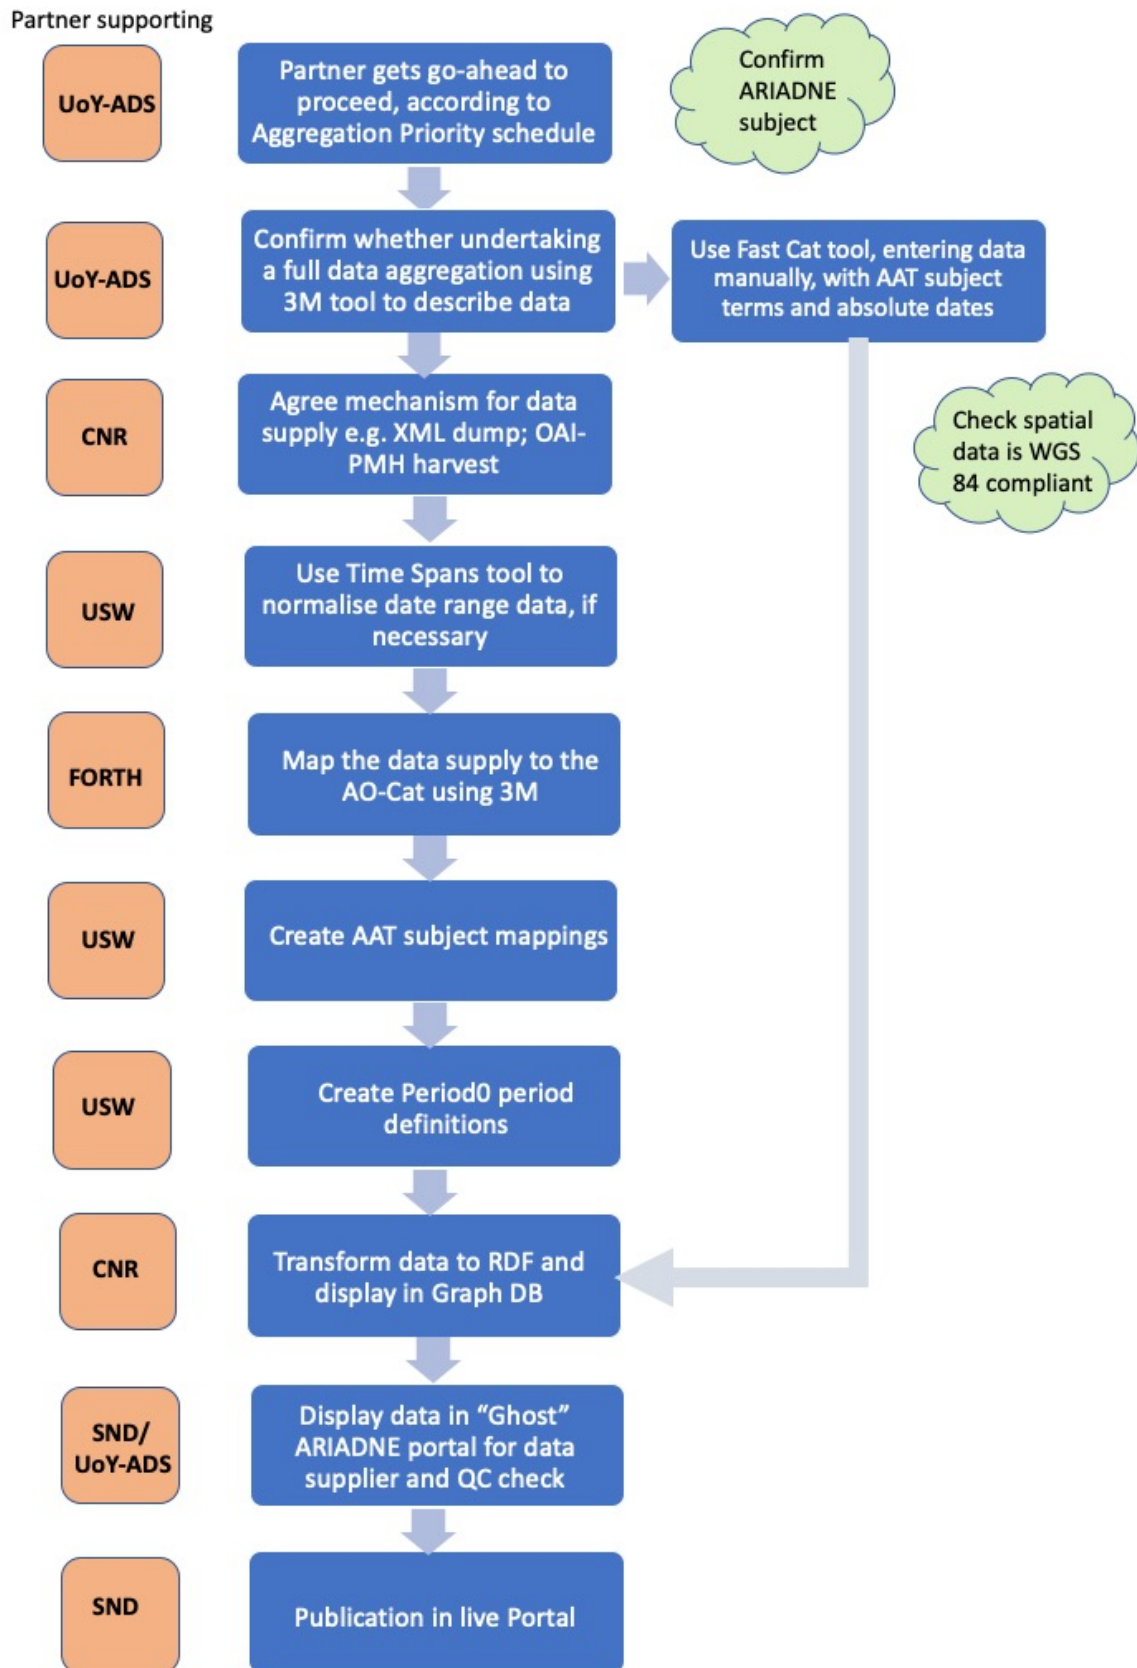 Partner supporting
UoY-ADS
Partner gets go-ahead to
proceed, according to
Aggregation Priority schedule
Confirm
ARIADNE
subject
UoY-ADS
Confirm whether undertaking
a full data aggregation using
3M tool to describe data
Use Fast Cat tool, entering data
manually, with AAT subject
terms and absolute dates
CNR
Agree mechanism for data
supply e.g. XML dump; OAI-
PMH harvest
Check spatial
data is WGS
84 compliant
USW
Use Time Spans tool to
normalise date range data, if
necessary
FORTH
Map the data supply to the
AO-Cat using 3M
USW
Create AAT subject mappings
USW
Create Period0 period
definitions
CNR
Transform data to RDF and
display in Graph DB
SND/
UoY-ADS
Display data in “Ghost”
ARIADNE portal for data
supplier and QC check
SND
Publication in live Portal